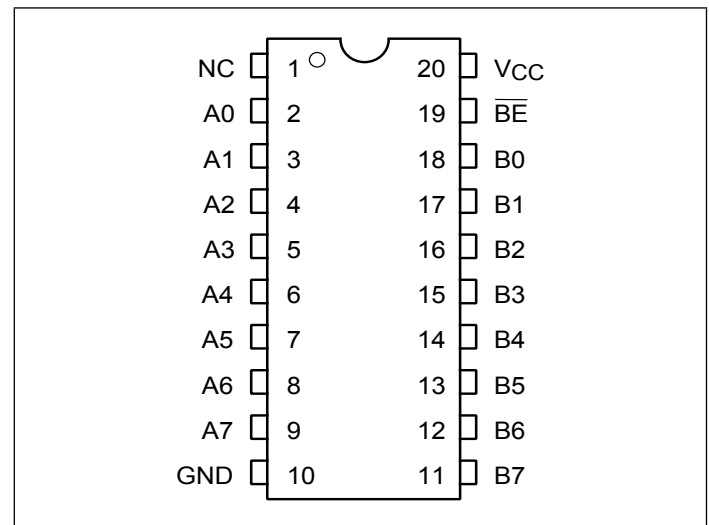 NC 1 20 VCC
A0 2 19 B̅E̅
A1 3 18 B0
A2 4 17 B1
A3 5 16 B2
A4 6 15 B3
A5 7 14 B4
A6 8 13 B5
A7 9 12 B6
GND 10 11 B7